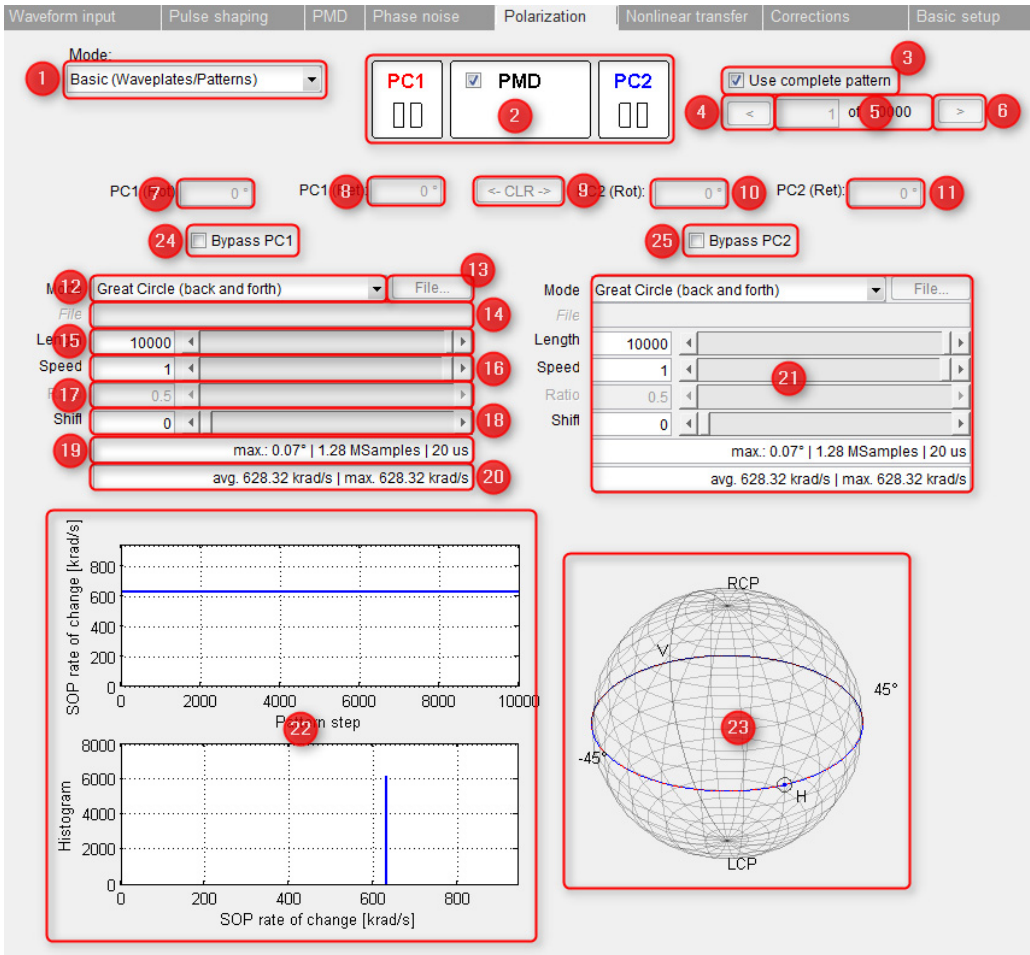 Waveform input Pulse shaping PMD Phase noise Polarization Nonlinear transfer Corrections Basic setup
Mode:
1 Basic (Waveplates/Patterns)
PC1 PMD PC2
2
3
Use complete pattern
4 < 1 of 5 0000 > 6
PC1 (Rot) 7 0 ° PC1 (Ret): 8 0 ° <- CLR -> 9 PC2 (Rot): 0 ° 10 PC2 (Ret): 0 ° 11
24 Bypass PC1 25 Bypass PC2
13
12 Great Circle (back and forth) File... Mode Great Circle (back and forth) File...
File 14 File
15 10000 Length 10000
Speed 1 16 Speed 1
21
17 0.5 Ratio 0.5
Shift 0 18 Shift 0
19 max.: 0.07° | 1.28 MSamples | 20 us max.: 0.07° | 1.28 MSamples | 20 us
avg. 628.32 krad/s | max. 628.32 krad/s 20 avg. 628.32 krad/s | max. 628.32 krad/s
SOP rate of change [krad/s]
800
600
400
200
0
0 2000 4000 6000 8000 10000
Pattern step
22
Histogram
8000
6000
4000
2000
0
0 200 400 600 800
SOP rate of change [krad/s]
RCP
V
45°
23
-45°
H
LCP